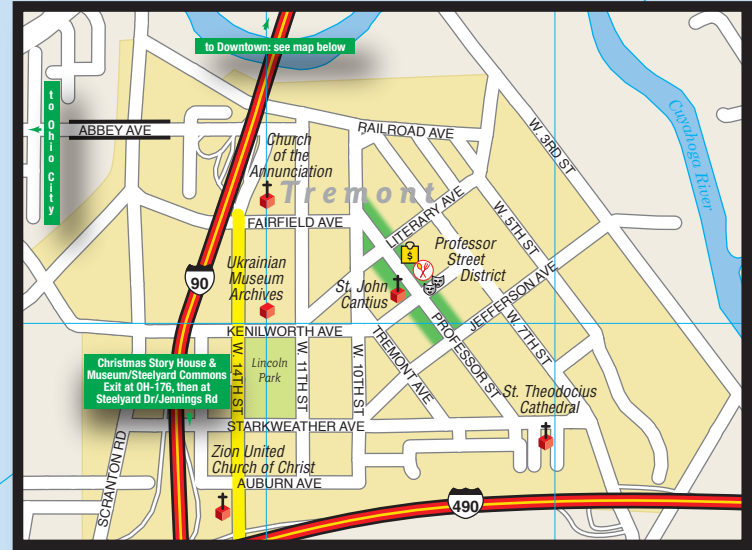 to Downtown: see map below
to Ohio City
ABBEY AVE
RAILROAD AVE
W. 3RD ST
Cuyahoga River
Church
of the
Annunciation
Tremont
LITERARY AVE
W. 5TH ST
FAIRFIELD AVE
Professor
Street
District
$
Ukrainian
Museum
Archives
90
St. John
Cantius
JEFFERSON AVE
W. 7TH ST
KENILWORTH AVE
TREMONT AVE
PROFESSOR ST
Christmas Story House &
Museum/Steelyard Commons
Exit at OH-176, then at
Steelyard Dr/Jennings Rd
W. 14TH ST
Lincoln
Park
W. 11TH ST
W. 10TH ST
St. Theodocius
Cathedral
STARKWEATHER AVE
SCRANTON RD
Zion United
Church of Christ
AUBURN AVE
490